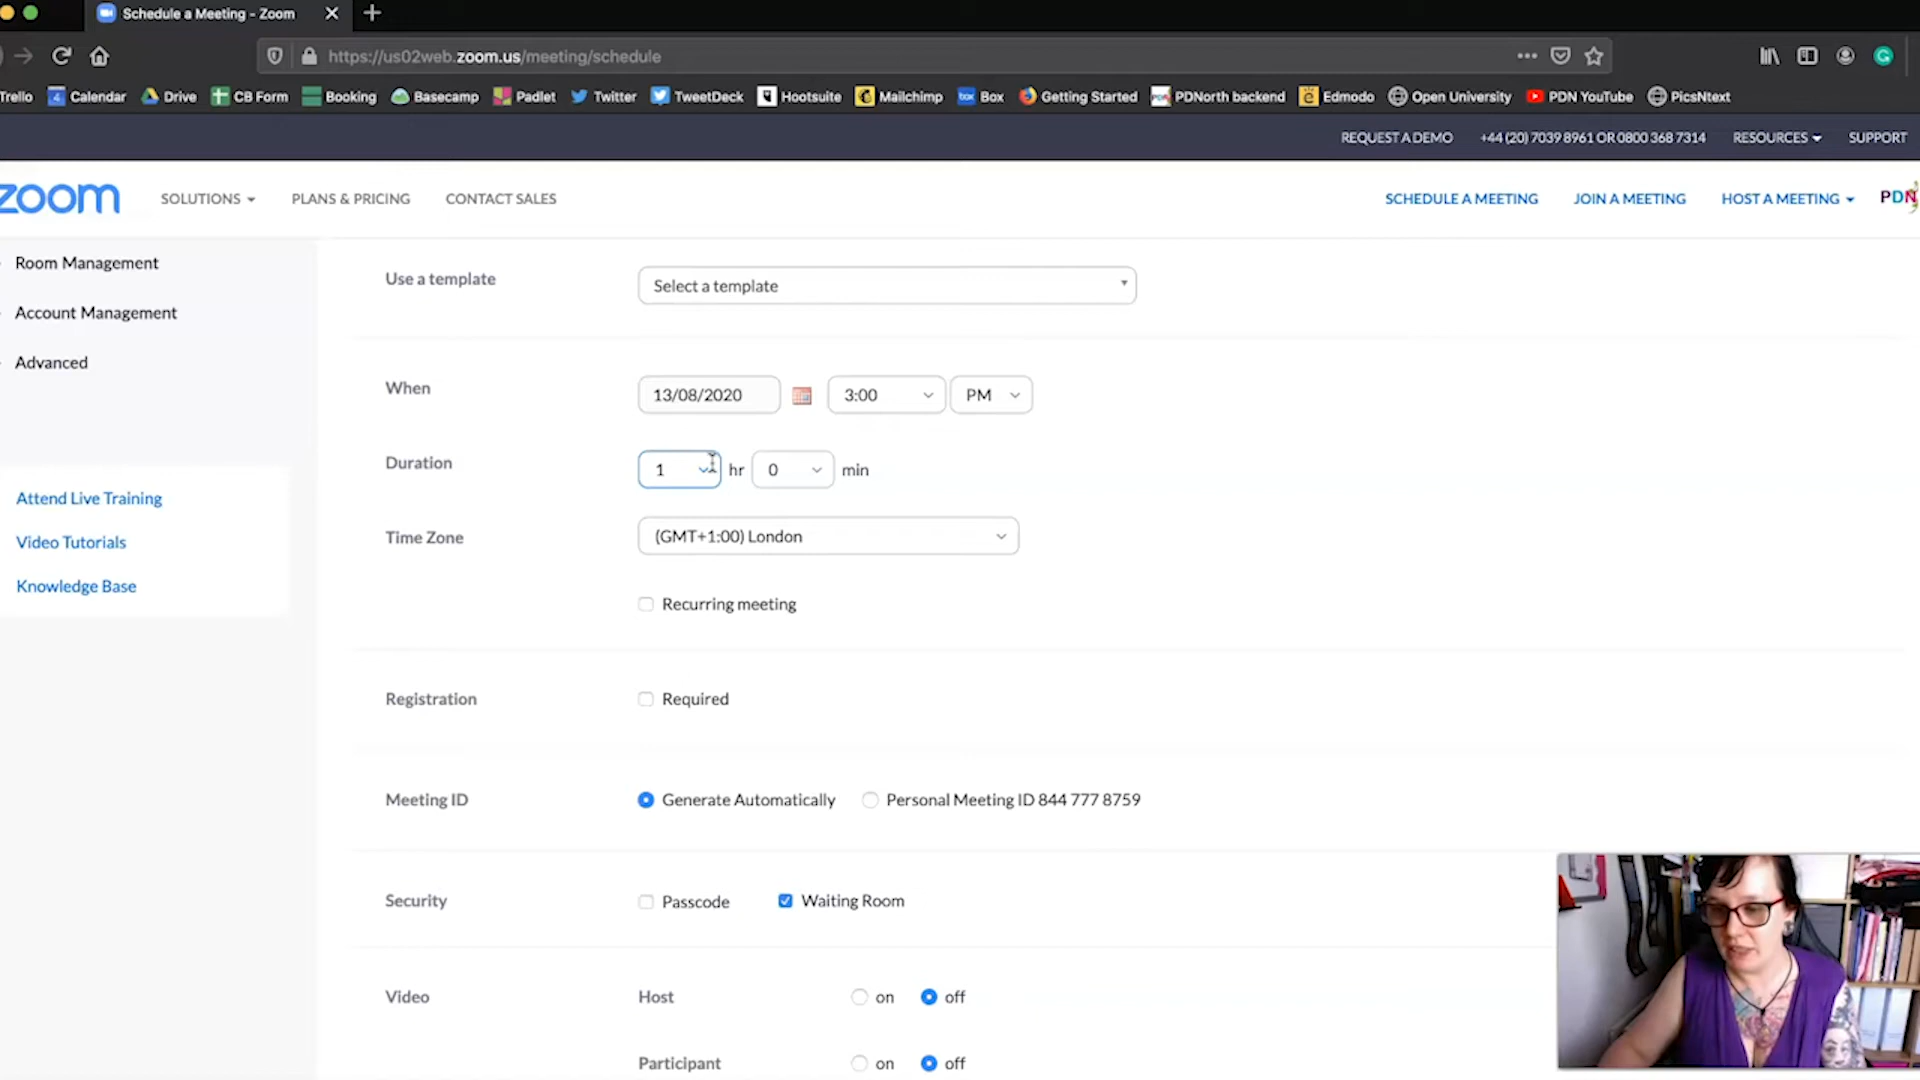 Schedule a Meeting - Zoom
https://us02web.zoom.us/meeting/schedule
Trello Calendar Drive CB Form Booking Basecamp Padlet Twitter TweetDeck Hootsuite Mailchimp Box Getting Started PDNorth backend Edmodo Open University PDN YouTube PicsNtext
REQUEST A DEMO +44 (20) 7039 8961 OR 0800 368 7314 RESOURCES SUPPORT
zoom SOLUTIONS PLANS & PRICING CONTACT SALES SCHEDULE A MEETING JOIN A MEETING HOST A MEETING PDN
Room Management
Account Management
Advanced
Attend Live Training
Video Tutorials
Knowledge Base
Use a template Select a template
When 13/08/2020 3:00 PM
Duration 1 hr 0 min
Time Zone (GMT+1:00) London
Recurring meeting
Registration Required
Meeting ID Generate Automatically Personal Meeting ID 844 777 8759
Security Passcode Waiting Room
Video Host on off
Participant on off